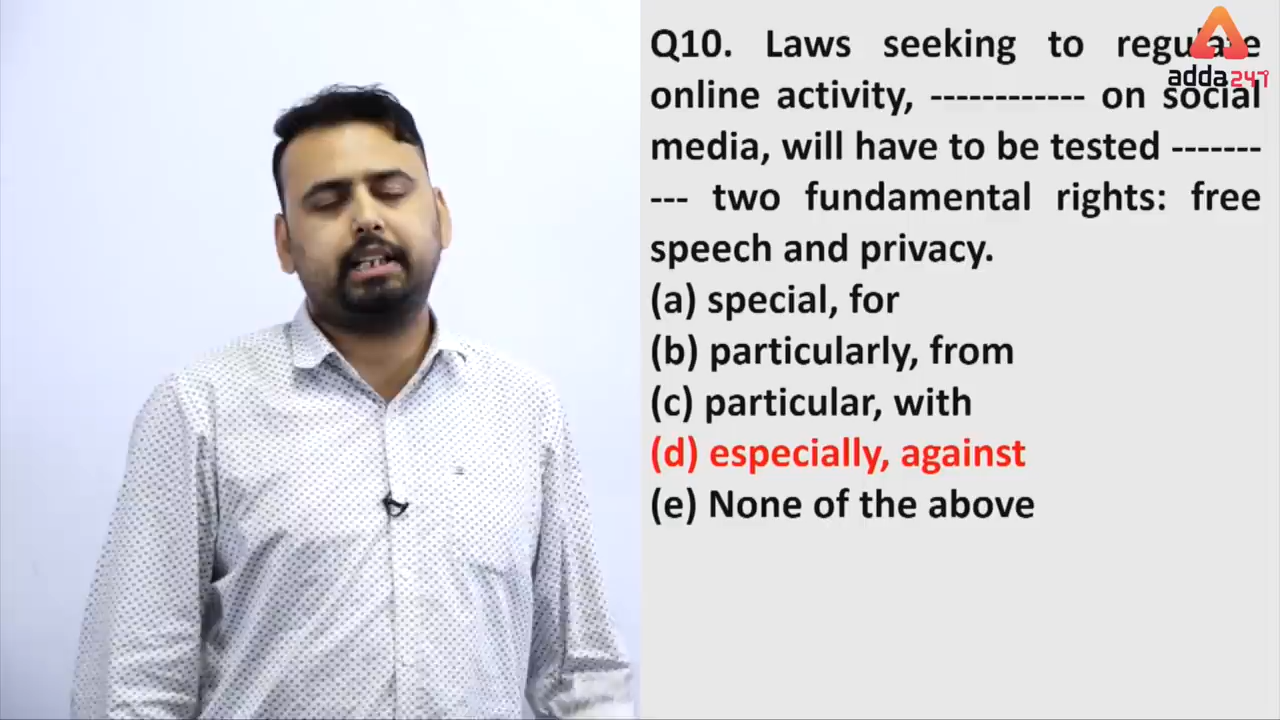 Q10. Laws seeking to regulate
online activity, ------------ on social
media, will have to be tested -------
--- two fundamental rights: free
speech and privacy.
(a) special, for
(b) particularly, from
(c) particular, with
(d) especially, against
(e) None of the above
adda247